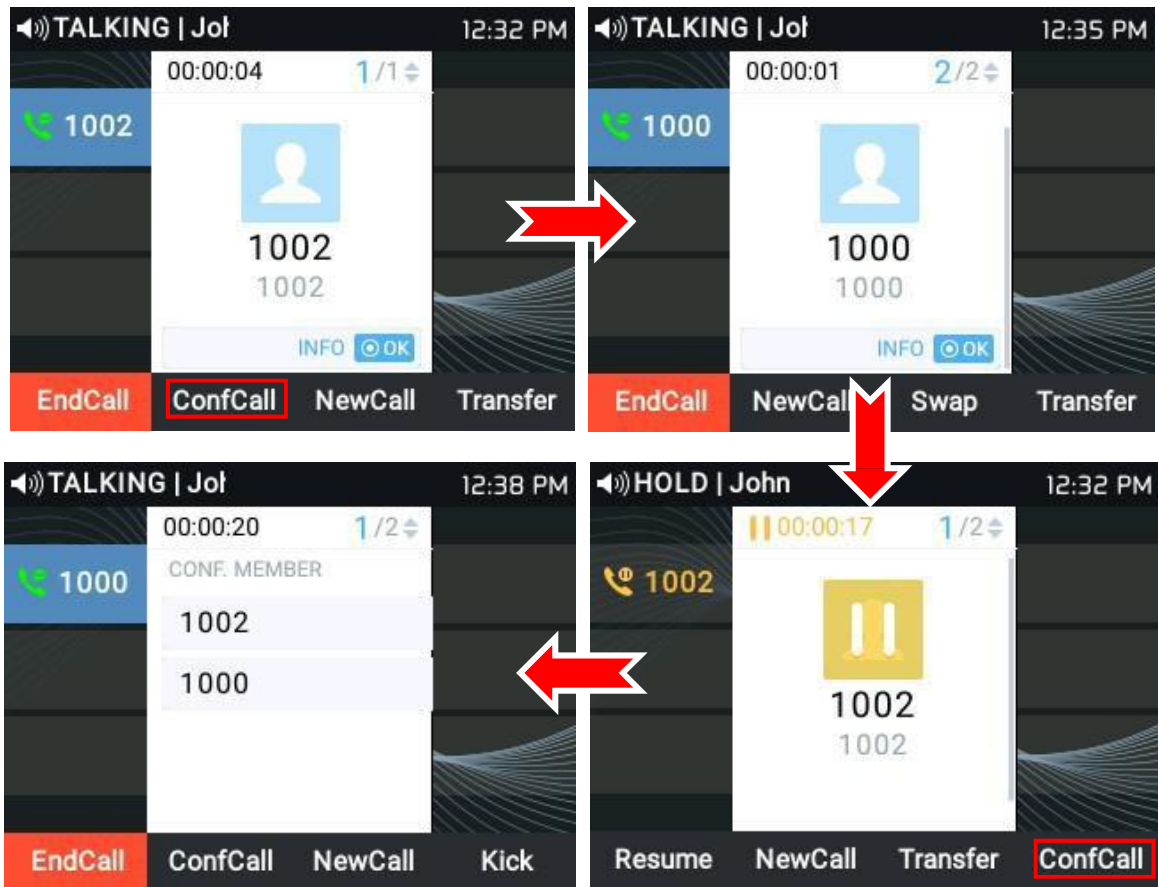 TALKING | Joh 12:32 PM
00:00:04 1/1
1002
1002
1002
INFO OK
EndCall ConfCall NewCall Transfer
TALKING | Joh 12:35 PM
00:00:01 2/2
1000
1000
1000
INFO OK
EndCall NewCall Swap Transfer
HOLD | John 12:32 PM
00:00:17 1/2
1002
1002
1002
Resume NewCall Transfer ConfCall
TALKING | Joh 12:38 PM
00:00:20 1/2
1000
CONF. MEMBER
1002
1000
EndCall ConfCall NewCall Kick